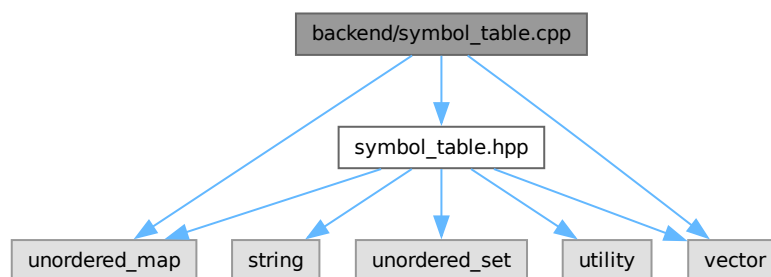 backend/symbol_table.cpp
symbol_table.hpp
unordered_map
string
unordered_set
utility
vector